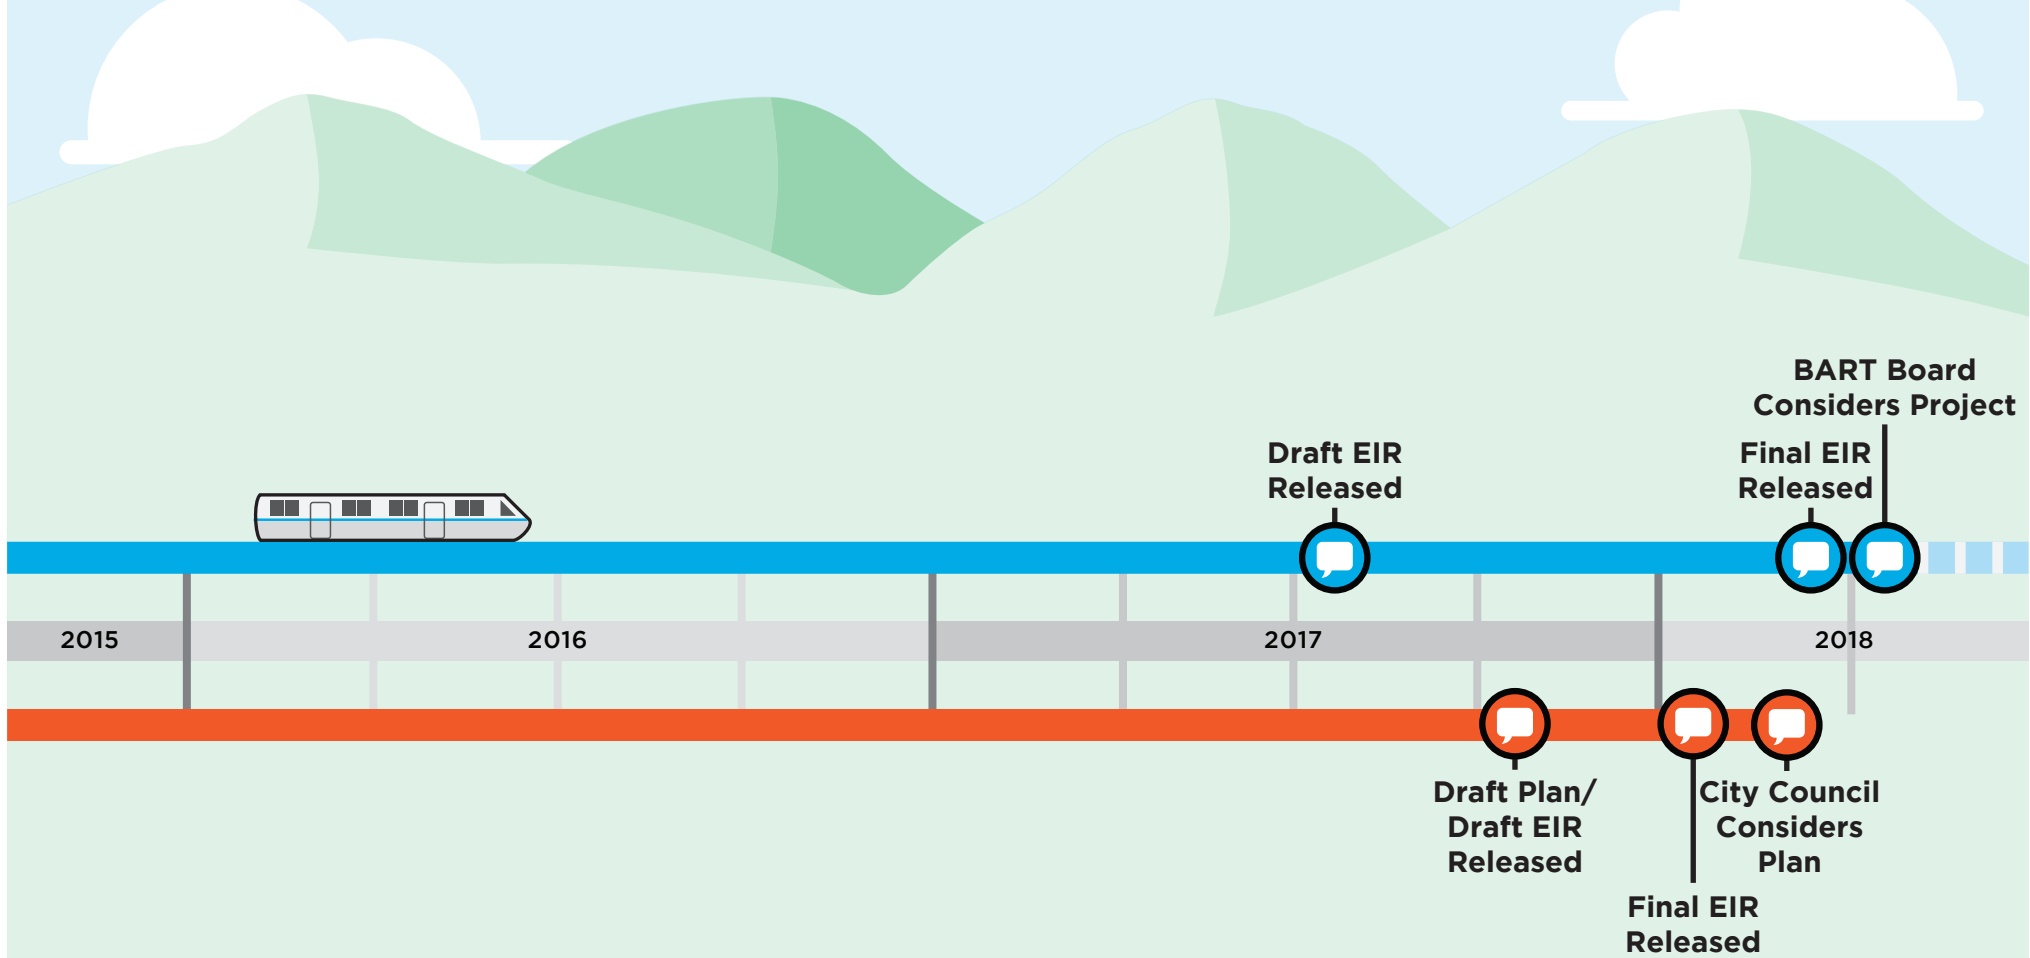 BART Board
Considers Project
Draft EIR
Released
Final EIR
Released
2015
2016
2017
2018
Draft Plan/
Draft EIR
Released
City Council
Considers
Plan
Final EIR
Released